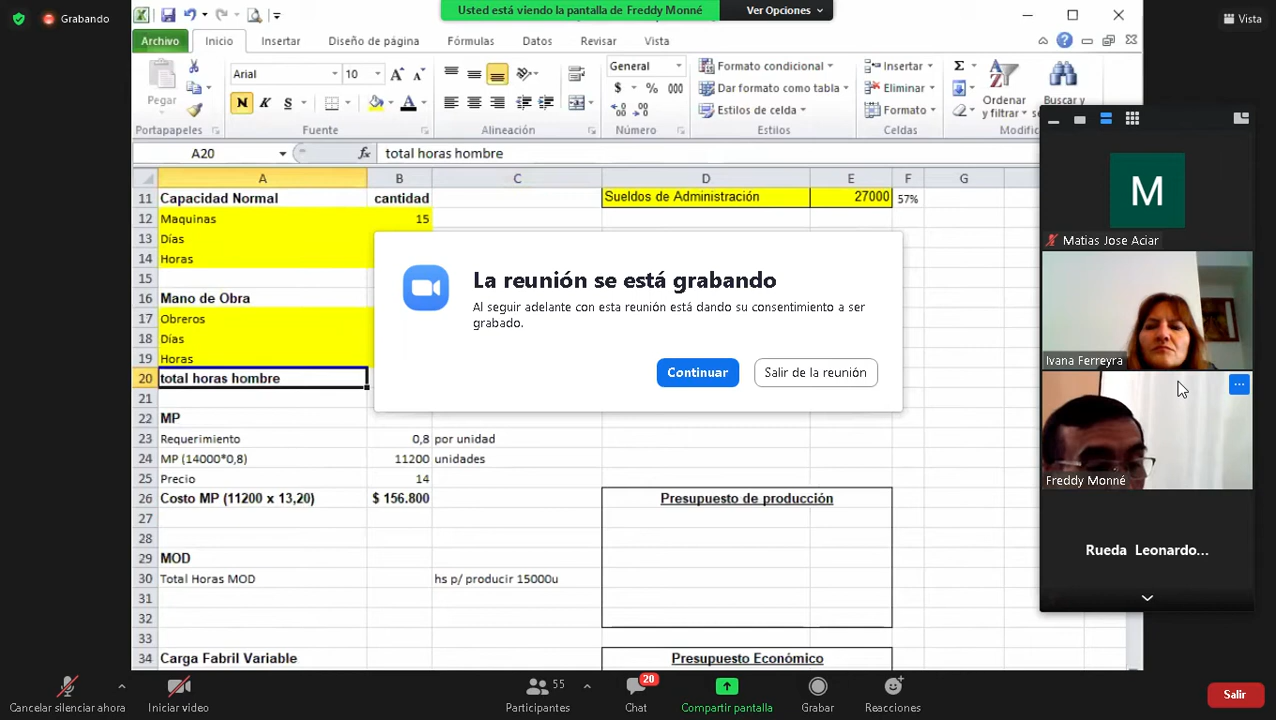 Grabando
Usted está viendo la pantalla de Freddy Monné
Ver Opciones
Vista
Archivo
Inicio
Insertar
Diseño de página
Fórmulas
Datos
Revisar
Vista
Pegar
Portapapeles
Arial
10
N K S
Fuente
Alineación
General
$ % 000
Número
Formato condicional
Dar formato como tabla
Estilos de celda
Estilos
Insertar
Eliminar
Formato
Celdas
Ordenar
y filtrar
Buscar y
Modific
A20
fx
total horas hombre
A B C D E F G
11 Capacidad Normal cantidad Sueldos de Administración 27000 57%
12 Maquinas 15
13 Días
14 Horas
15
16 Mano de Obra
17 Obreros
18 Días
19 Horas
20 total horas hombre
21
22 MP
23 Requerimiento 0,8 por unidad
24 MP (14000*0,8) 11200 unidades
25 Precio 14
26 Costo MP (11200 x 13,20) $ 156.800 Presupuesto de producción
27
28
29 MOD
30 Total Horas MOD hs p/ producir 15000u
31
32
33
34 Carga Fabril Variable Presupuesto Económico
La reunión se está grabando
Al seguir adelante con esta reunión está dando su consentimiento a ser
grabado.
Continuar
Salir de la reunión
M
Matias Jose Aciar
Ivana Ferreyra
Freddy Monné
Rueda Leonardo...
Cancelar silenciar ahora
Iniciar video
55
Participantes
20
Chat
Compartir pantalla
Grabar
Reacciones
Salir